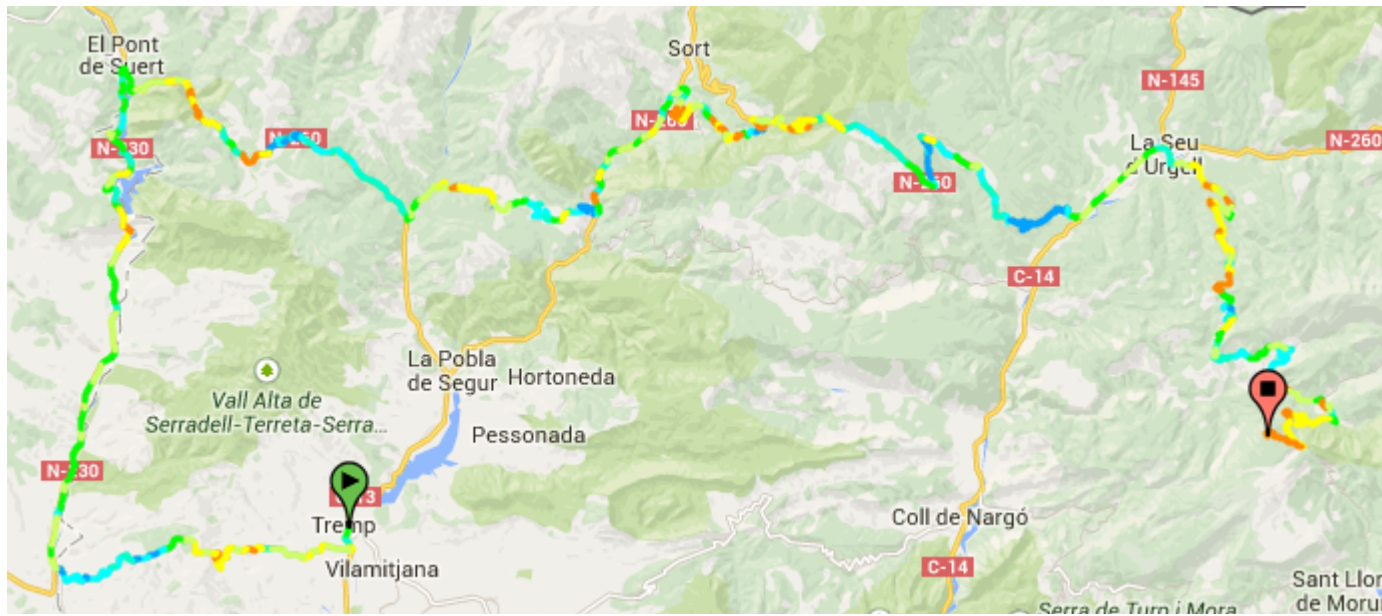 El Pont
de Suert
Sort
N-145
N-260
N-230
N-260
La Seu
d'Urgell
N-260
N-260
C-14
La Pobla
de Segur
Hortoneda
Vall Alta de
Serradell-Terreta-Serra...
Pessonada
N-230
Tremp
Coll de Nargó
Vilamitjana
C-14
Sant Llor
de Moru
Serra de Turp i Mora